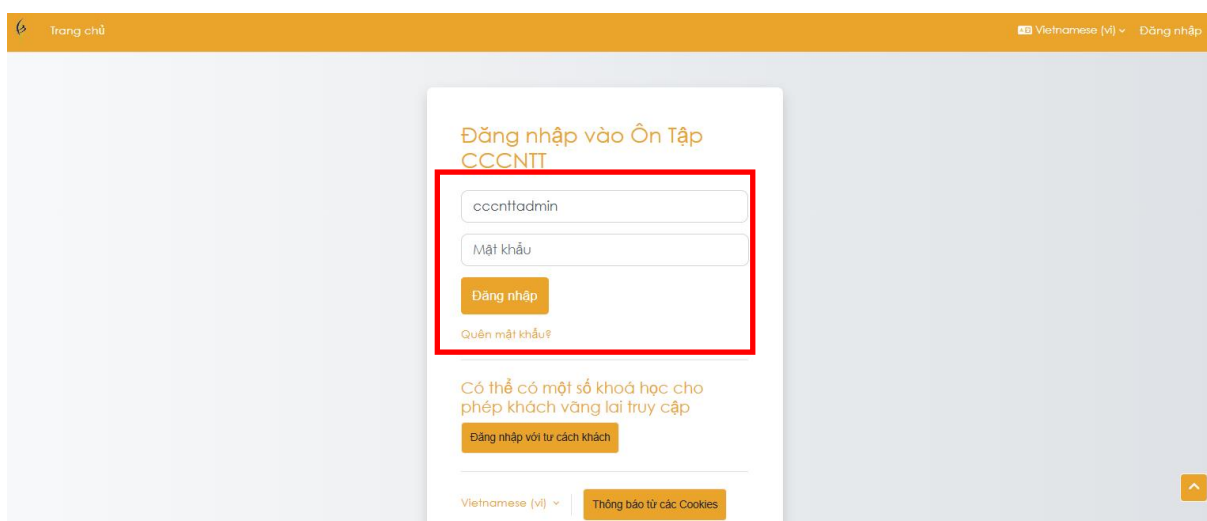 Trang chủ
Vietnamese (vi)
Đăng nhập
Đăng nhập vào Ôn Tập
CCCNTT
cccnttadmin
Mật khẩu
Đăng nhập
Quên mật khẩu?
Có thể có một số khoá học cho
phép khách vãng lai truy cập
Đăng nhập với tư cách khách
Vietnamese (vi)
Thông báo từ các Cookies